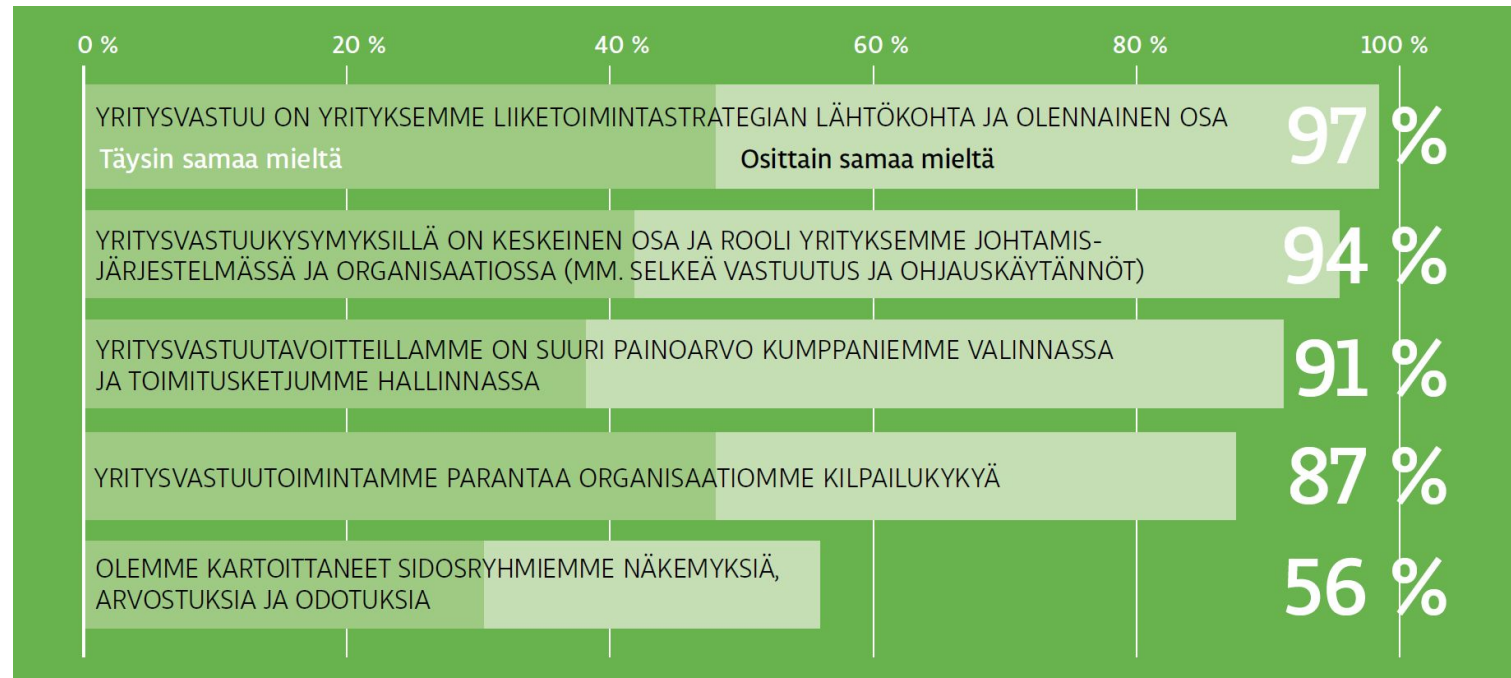 0 % 20 % 40 % 60 % 80 % 100 %
YRITYSVASTUU ON YRITYKSEMME LIIKETOIMINTASTRATEGIAN LÄHTÖKOHTA JA OLENNAINEN OSA
97 %
Täysin samaa mieltä Osittain samaa mieltä
YRITYSVASTUUKYSYMYKSILLÄ ON KESKEINEN OSA JA ROOLI YRITYKSEMME JOHTAMIS-
JÄRJESTELMÄSSÄ JA ORGANISAATIOSSA (MM. SELKEÄ VASTUUTUS JA OHJAUSKÄYTÄNNÖT)
94 %
YRITYSVASTUUTAVOITTEILLAMME ON SUURI PAINOARVO KUMPPANIEMME VALINNASSA
JA TOIMITUSKETJUMME HALLINNASSA
91 %
YRITYSVASTUUTOIMINTAMME PARANTAA ORGANISAATIOMME KILPAILUKYKYÄ
87 %
OLEMME KARTOITTANEET SIDOSRYHMIEMME NÄKEMYKSIÄ,
ARVOSTUKSIA JA ODOTUKSIA
56 %